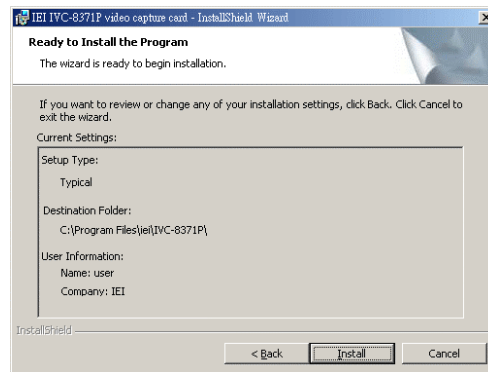 IEI IVC-8371P video capture card - InstallShield Wizard
Ready to Install the Program
The wizard is ready to begin installation.
If you want to review or change any of your installation settings, click Back. Click Cancel to
exit the wizard.
Current Settings:
Setup Type:
Typical
Destination Folder:
C:\Program Files\iei\IVC-8371P\
User Information:
Name: user
Company: IEI
InstallShield
< Back
Install
Cancel